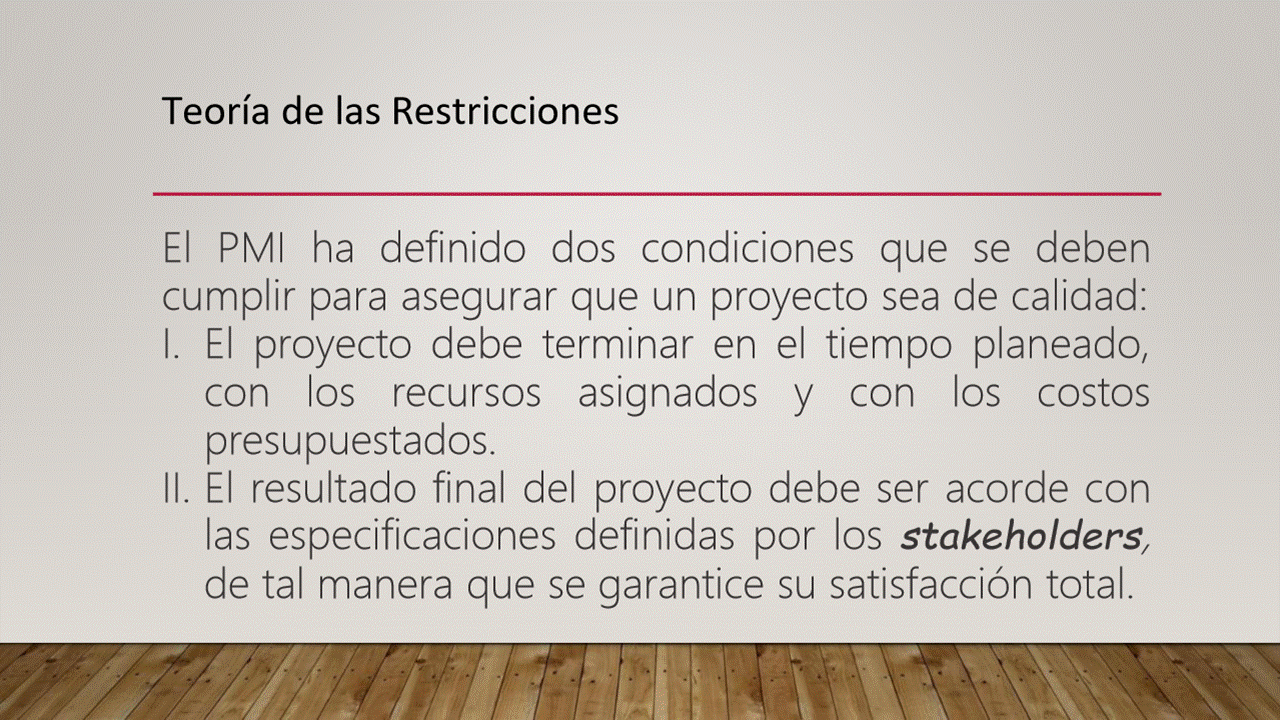 Teoría de las Restricciones
El PMI ha definido dos condiciones que se deben
cumplir para asegurar que un proyecto sea de calidad:
I. El proyecto debe terminar en el tiempo planeado,
con los recursos asignados y con los costos
presupuestados.
II. El resultado final del proyecto debe ser acorde con
las especificaciones definidas por los stakeholders,
de tal manera que se garantice su satisfacción total.